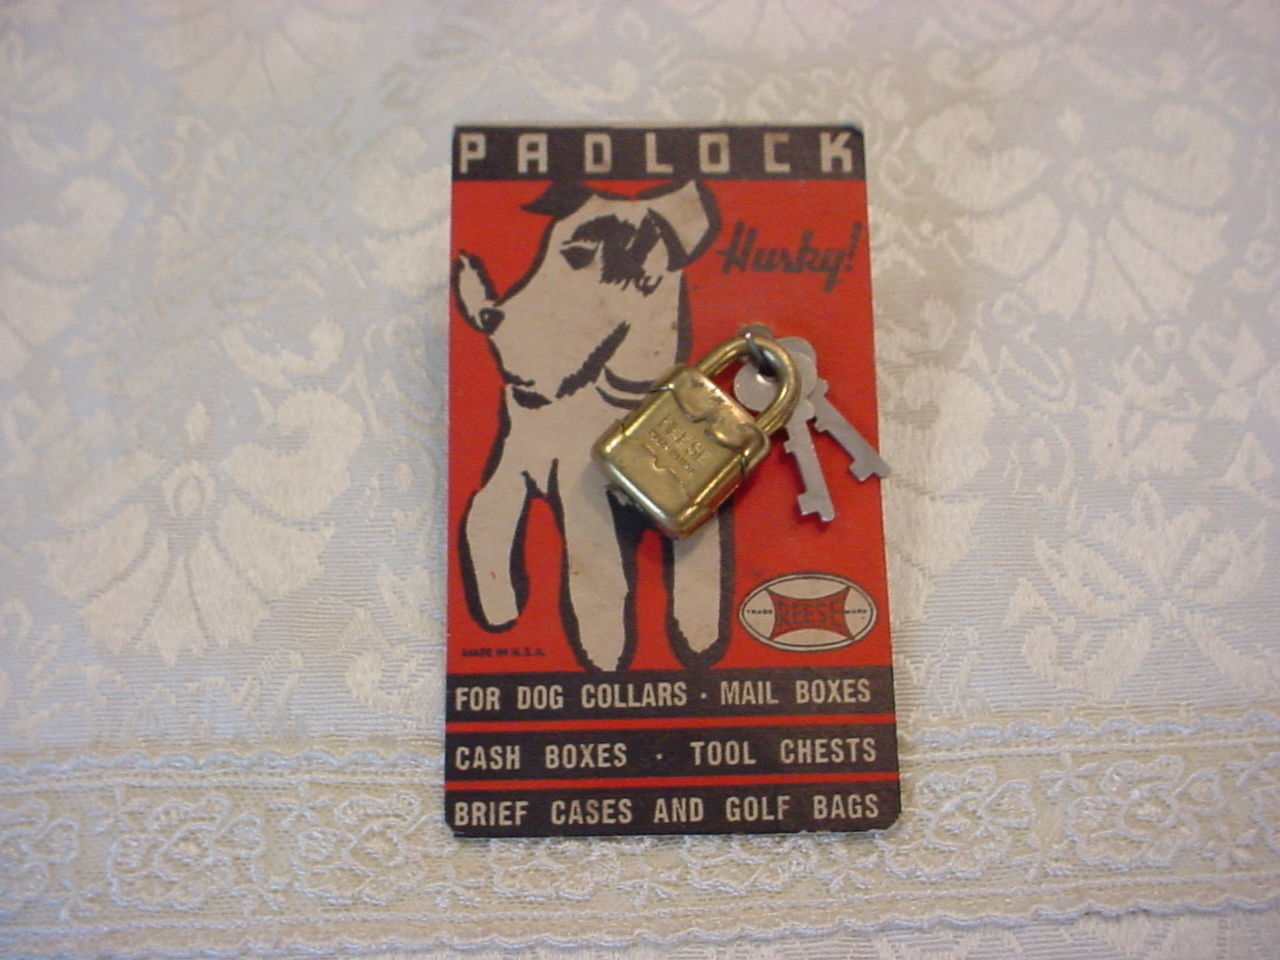 PADLOCK
Husky!
REESE
TRADE REESE MARK
MADE IN U.S.A.
FOR DOG COLLARS · MAIL BOXES
CASH BOXES · TOOL CHESTS
BRIEF CASES AND GOLF BAGS